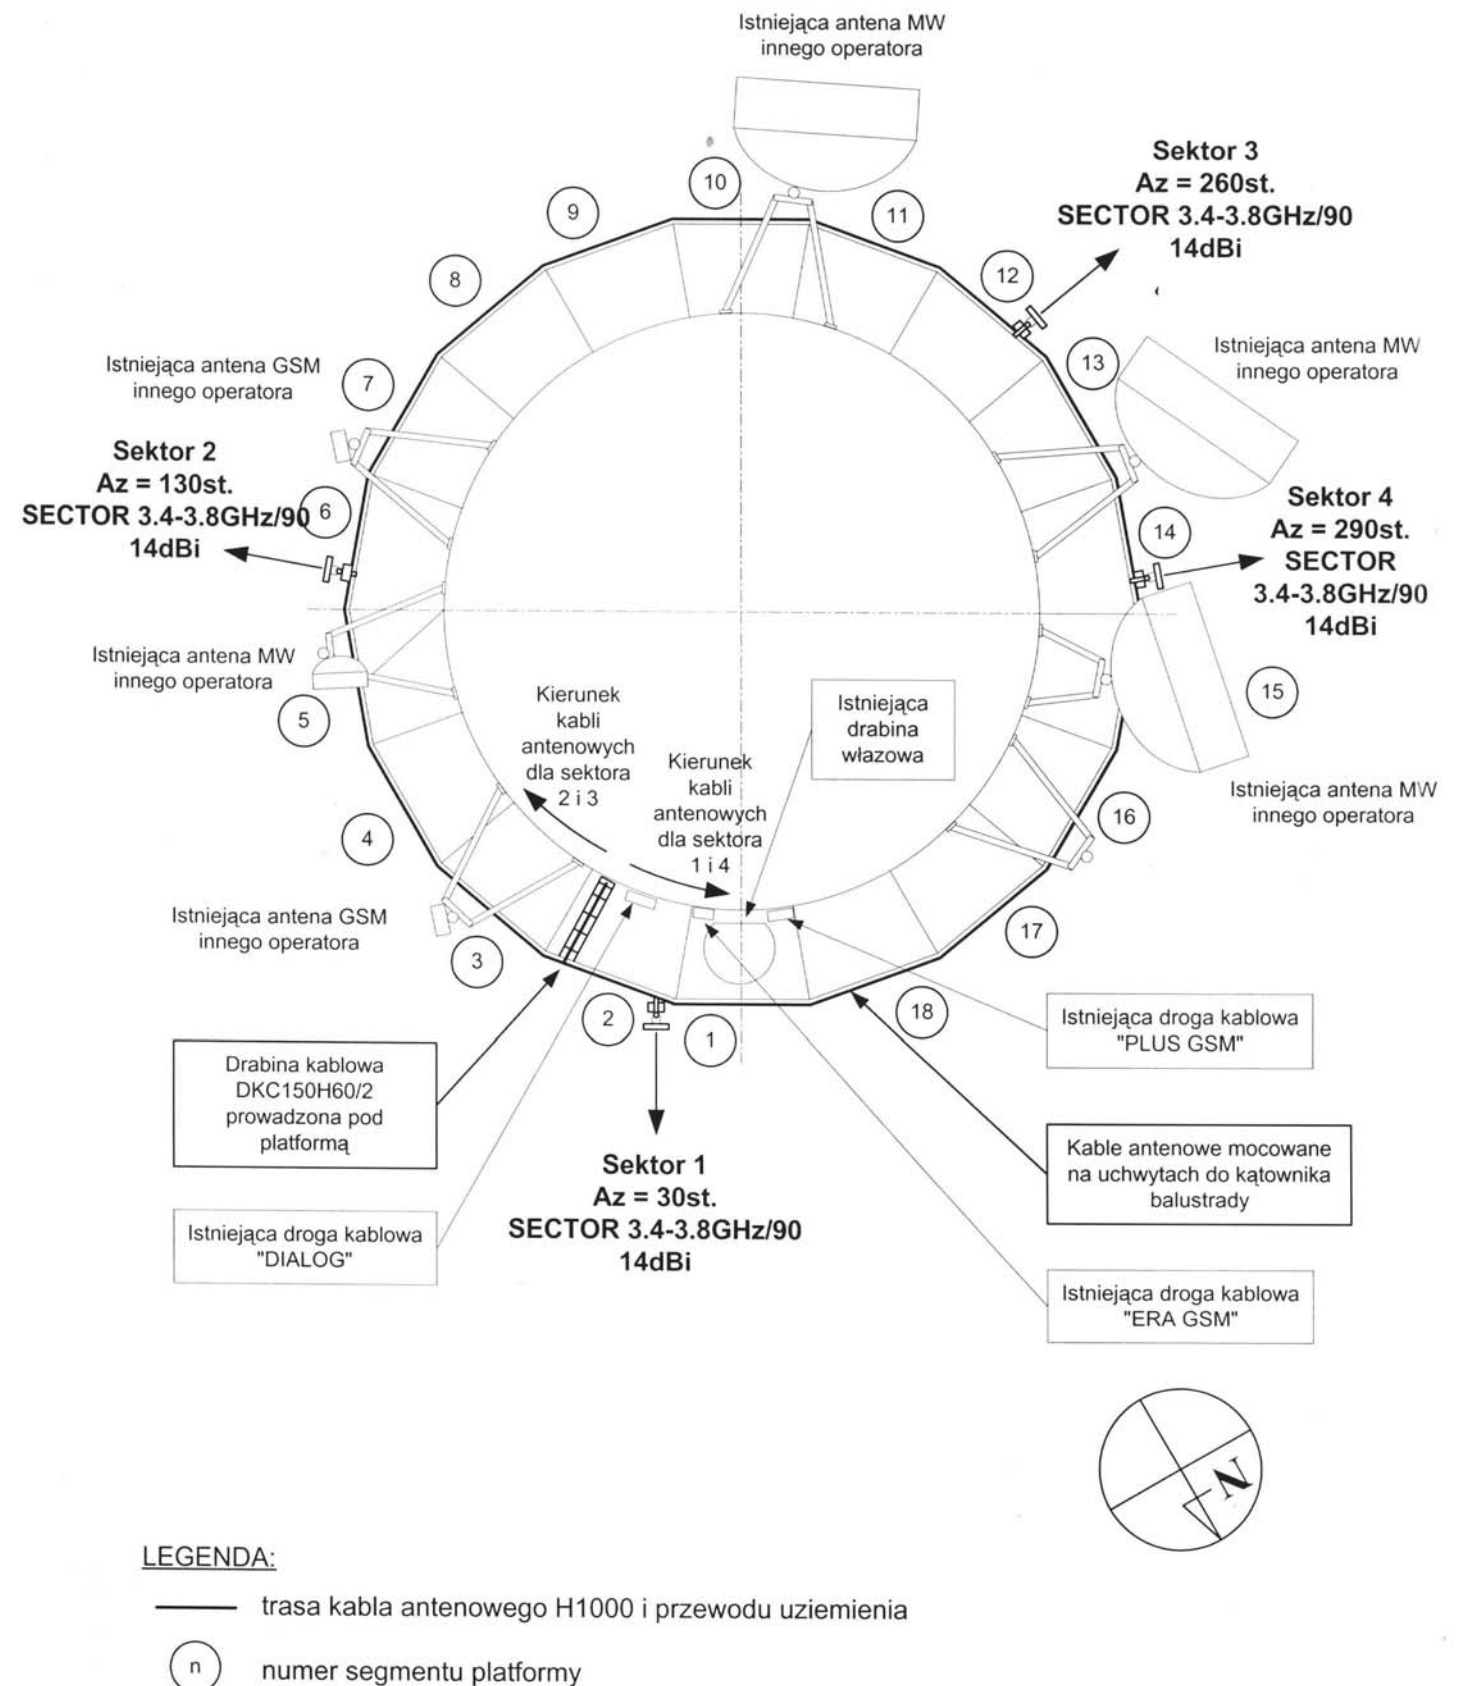 Istniejąca antena MW
innego operatora
Sektor 3
Az = 260st.
SECTOR 3.4-3.8GHz/90
14dBi
10
9
11
8
12
Istniejąca antena GSM
innego operatora
7
13
Istniejąca antena MW
innego operatora
Sektor 2
Az = 130st.
SECTOR 3.4-3.8GHz/90
14dBi
6
14
Sektor 4
Az = 290st.
SECTOR
3.4-3.8GHz/90
14dBi
Istniejąca antena MW
innego operatora
5
15
Istniejąca antena MW
innego operatora
Kierunek
kabli
antenowych
dla sektora
2 i 3
Kierunek
kabli
antenowych
dla sektora
1 i 4
Istniejąca
drabina
włazowa
4
16
Istniejąca antena GSM
innego operatora
3
17
2
1
18
Drabina kablowa
DKC150H60/2
prowadzona pod
platformą
Istniejąca droga kablowa
"PLUS GSM"
Kable antenowe mocowane
na uchwytach do kątownika
balustrady
Sektor 1
Az = 30st.
SECTOR 3.4-3.8GHz/90
14dBi
Istniejąca droga kablowa
"DIALOG"
Istniejąca droga kablowa
"ERA GSM"
N
LEGENDA:
trasa kabla antenowego H1000 i przewodu uziemienia
n
numer segmentu platformy